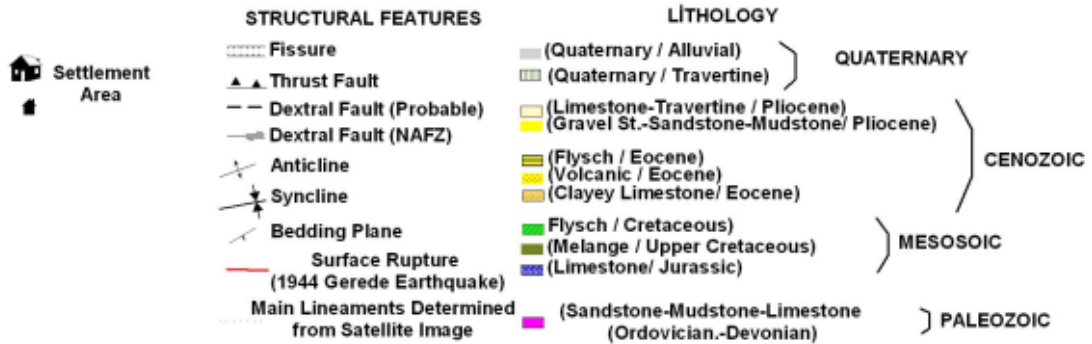 STRUCTURAL FEATURES
Fissure
Thrust Fault
Dextral Fault (Probable)
Dextral Fault (NAFZ)
Anticline
Syncline
Bedding Plane
Surface Rupture
(1944 Gerede Earthquake)
Main Lineaments Determined
from Satellite Image
Settlement
Area
LİTHOLOGY
(Quaternary / Alluvial)
(Quaternary / Travertine)
QUATERNARY
(Limestone-Travertine / Pliocene)
(Gravel St.-Sandstone-Mudstone/ Pliocene)
(Flysch / Eocene)
(Volcanic / Eocene)
(Clayey Limestone/ Eocene)
CENOZOIC
Flysch / Cretaceous)
(Melange / Upper Cretaceous)
(Limestone/ Jurassic)
MESOSOIC
(Sandstone-Mudstone-Limestone
(Ordovician.-Devonian)
PALEOZOIC